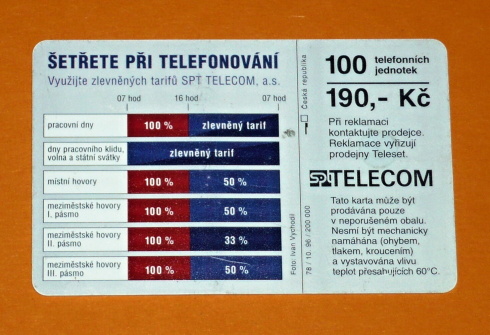 ŠETŘETE PŘI TELEFONOVÁNÍ
Využijte zlevněných tarifů SPT TELECOM, a.s.
07 hod 16 hod 07 hod
pracovní dny 100 % zlevněný tarif
dny pracovního klidu,
volna a státní svátky
zlevněný tarif
místní hovory 100 % 50 %
meziměstské hovory
I. pásmo
100 % 50 %
meziměstské hovory
II. pásmo
100 % 33 %
meziměstské hovory
III. pásmo
100 % 50 %
Foto: Ivan Vychodil
Česká republika
78 / 10. 96 / 200 000
100 telefonních
jednotek
190,- Kč
Při reklamaci
kontaktujte prodejce.
Reklamace vyřizují
prodejny Teleset.
SPT TELECOM
Tato karta může být
prodávána pouze
v neporušeném obalu.
Nesmí být mechanicky
namáhána (ohybem,
tlakem, kroucením)
a vystavována vlivu
teplot přesahujících 60°C.